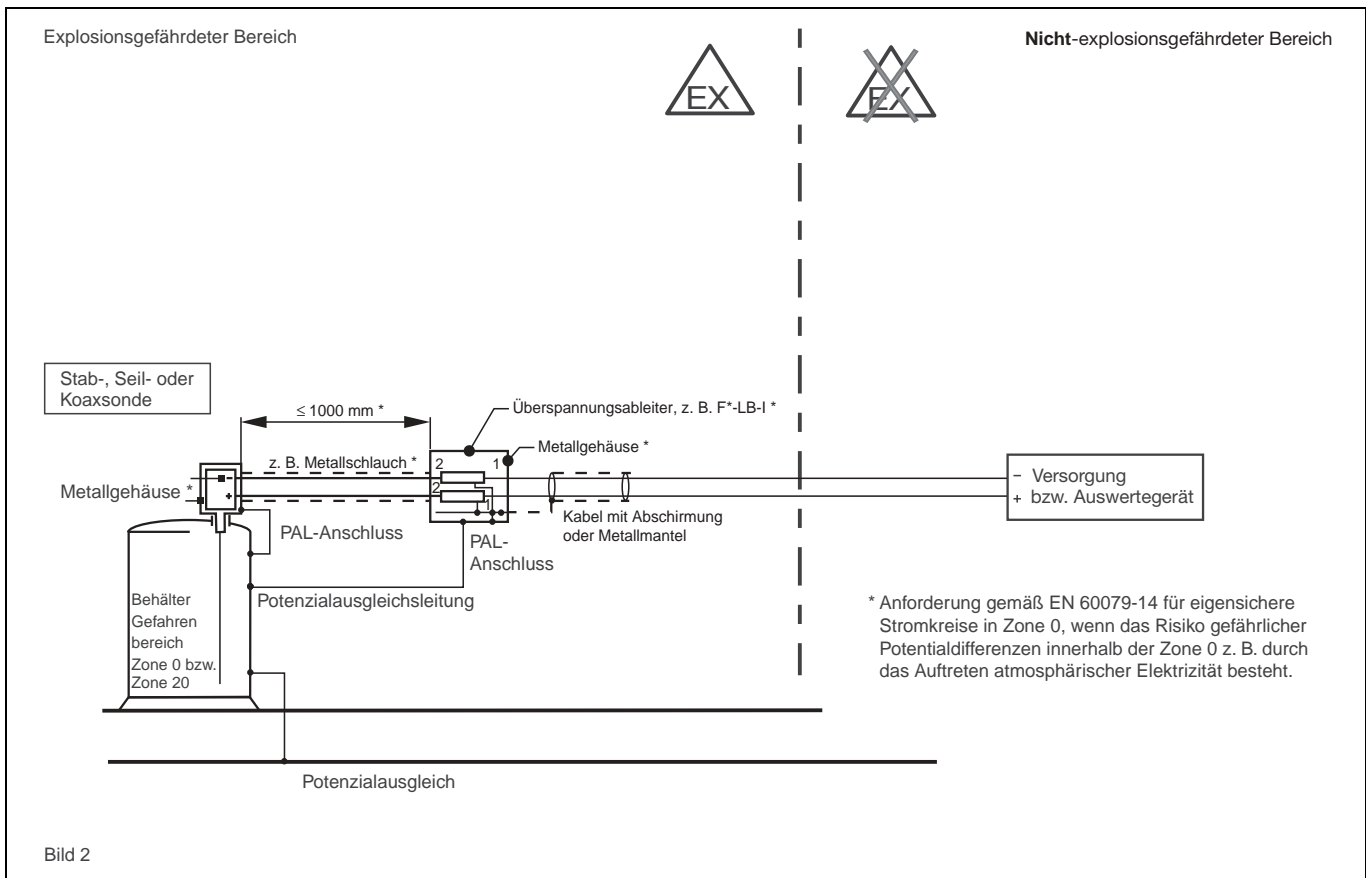 Explosionsgefährdeter Bereich
Nicht-explosionsgefährdeter Bereich
EX
EX
Stab-, Seil- oder
Koaxsonde
≤ 1000 mm *
Überspannungsableiter, z. B. F*-LB-I *
Metallgehäuse *
z. B. Metallschlauch *
2
1
2
1
Metallgehäuse *
–
+
– Versorgung
+ bzw. Auswertegerät
Kabel mit Abschirmung
oder Metallmantel
PAL-Anschluss
PAL-
Anschluss
Potenzialausgleichsleitung
Behälter
Gefahren
bereich
Zone 0 bzw.
Zone 20
* Anforderung gemäß EN 60079-14 für eigensichere
Stromkreise in Zone 0, wenn das Risiko gefährlicher
Potentialdifferenzen innerhalb der Zone 0 z. B. durch
das Auftreten atmosphärischer Elektrizität besteht.
Potenzialausgleich
Bild 2